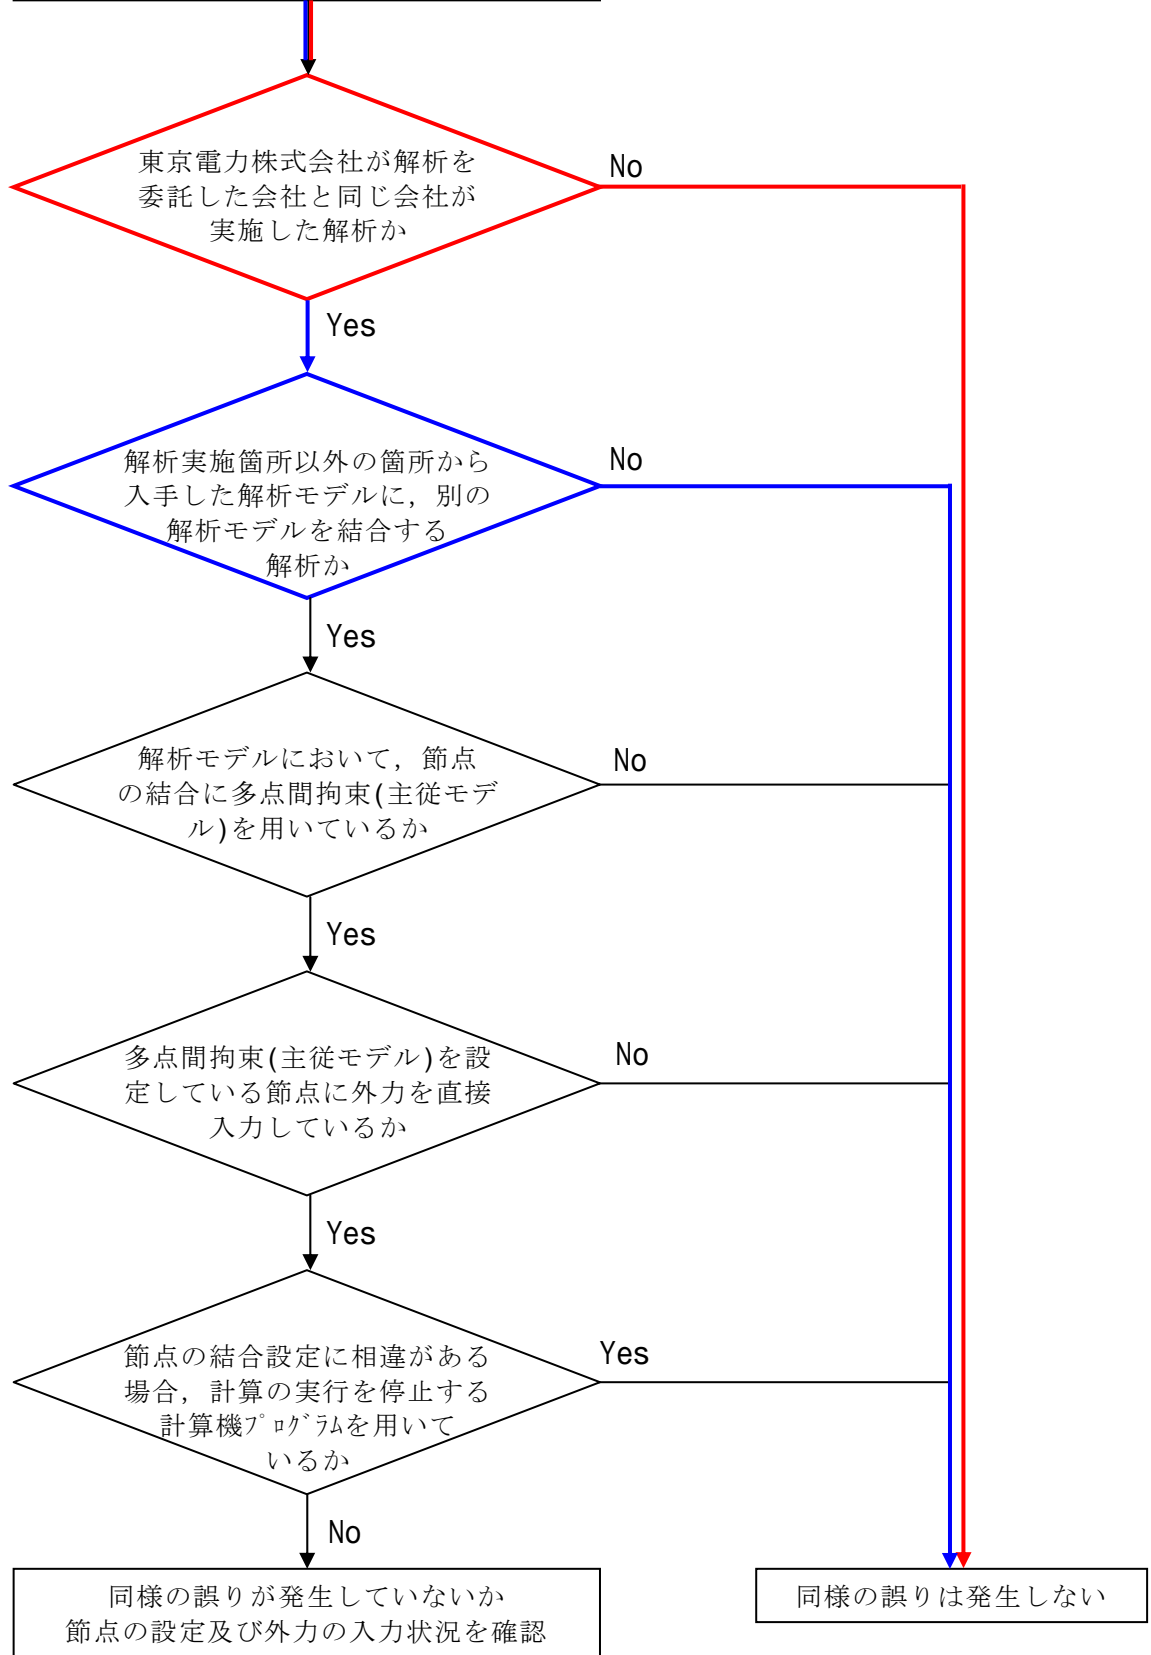 東京電力株式会社が解析を
委託した会社と同じ会社が
実施した解析か
No
Yes
解析実施箇所以外の箇所から
入手した解析モデルに，別の
解析モデルを結合する
解析か
No
Yes
解析モデルにおいて，節点
の結合に多点間拘束(主従モデ
ル)を用いているか
No
Yes
多点間拘束(主従モデル)を設
定している節点に外力を直接
入力しているか
No
Yes
節点の結合設定に相違がある
場合，計算の実行を停止する
計算機ﾌﾟﾛｸﾞﾗﾑを用いて
いるか
Yes
No
同様の誤りが発生していないか
節点の設定及び外力の入力状況を確認
同様の誤りは発生しない